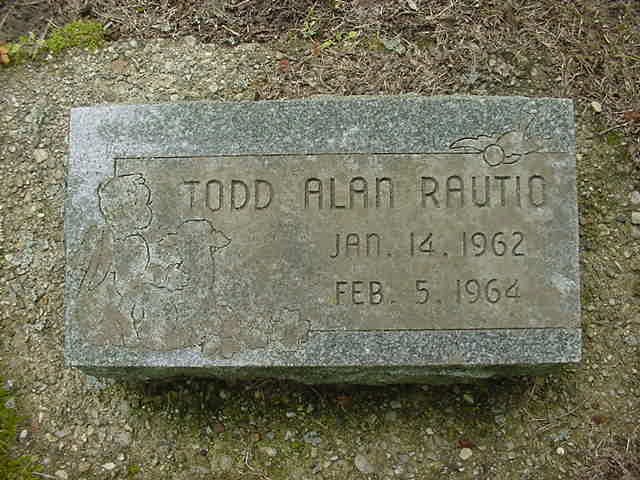 TODD ALAN RAUTIO
JAN. 14. 1962
FEB. 5. 1964